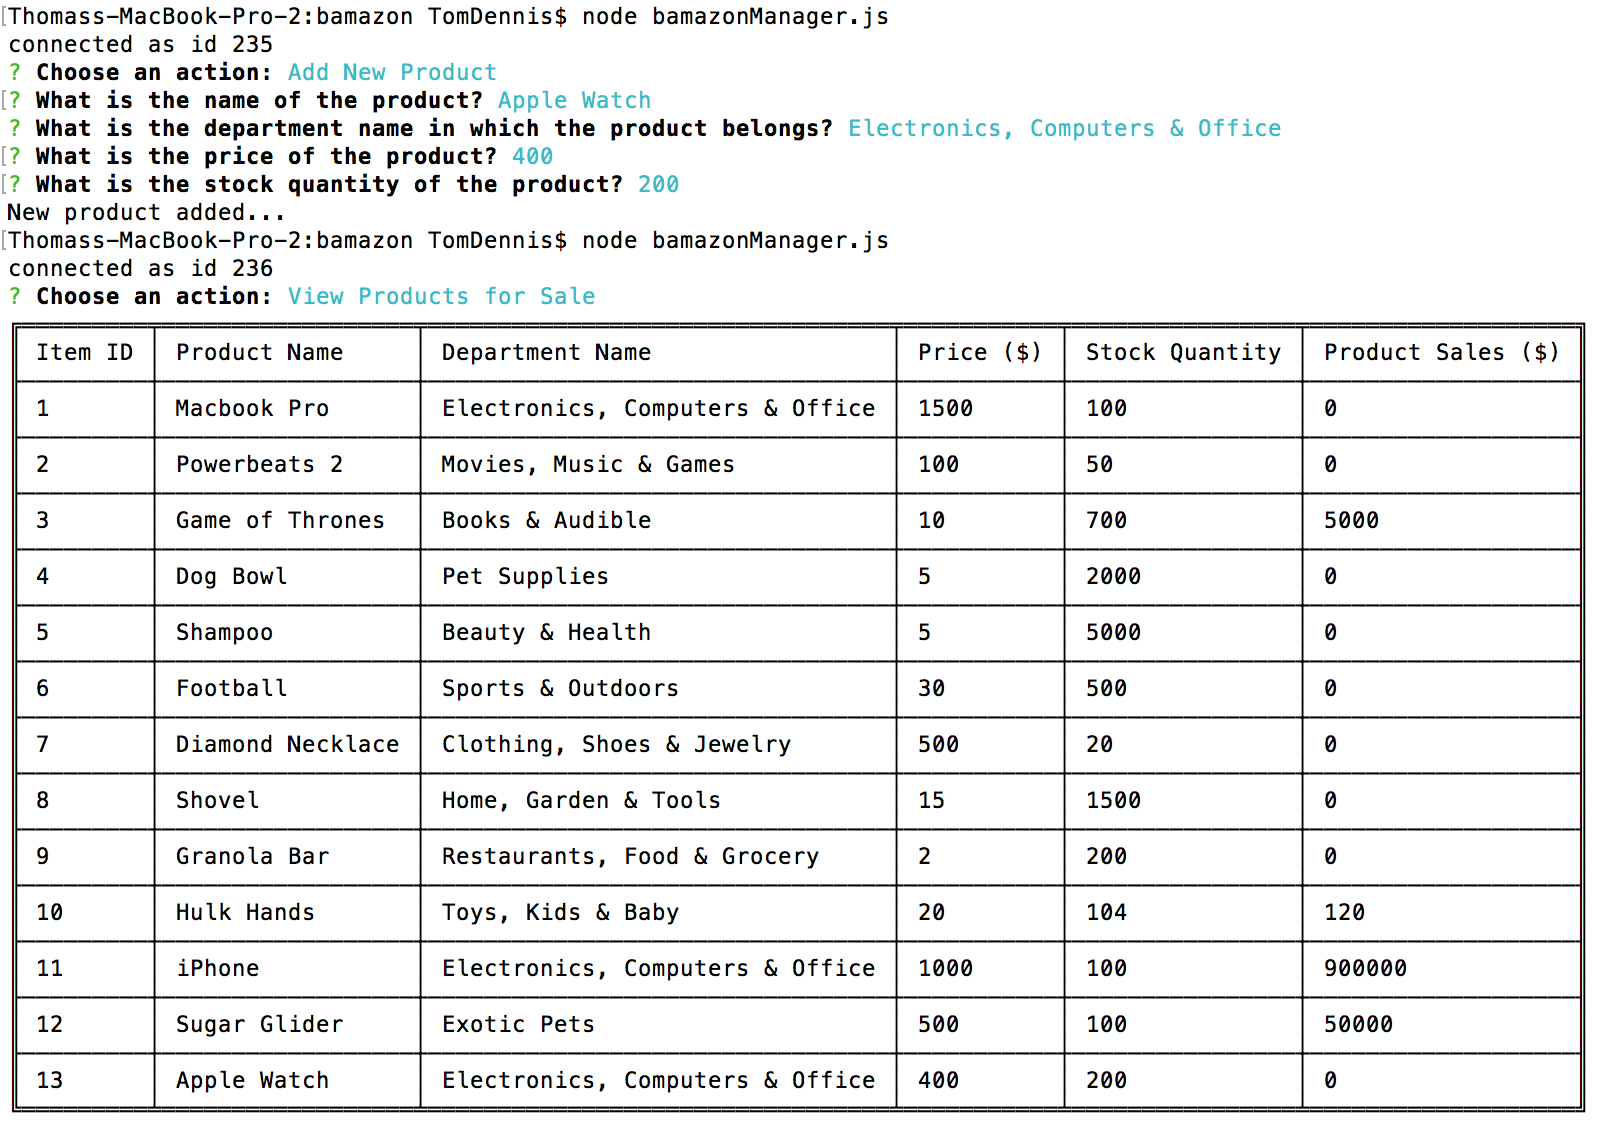 [Thomass-MacBook-Pro-2:bamazon TomDennis$ node bamazonManager.js
connected as id 235
? Choose an action: Add New Product
[? What is the name of the product? Apple Watch
? What is the department name in which the product belongs? Electronics, Computers & Office
[? What is the price of the product? 400
[? What is the stock quantity of the product? 200
New product added...
[Thomass-MacBook-Pro-2:bamazon TomDennis$ node bamazonManager.js
connected as id 236
? Choose an action: View Products for Sale
Item ID Product Name Department Name Price ($) Stock Quantity Product Sales ($)
1 Macbook Pro Electronics, Computers & Office 1500 100 0
2 Powerbeats 2 Movies, Music & Games 100 50 0
3 Game of Thrones Books & Audible 10 700 5000
4 Dog Bowl Pet Supplies 5 2000 0
5 Shampoo Beauty & Health 5 5000 0
6 Football Sports & Outdoors 30 500 0
7 Diamond Necklace Clothing, Shoes & Jewelry 500 20 0
8 Shovel Home, Garden & Tools 15 1500 0
9 Granola Bar Restaurants, Food & Grocery 2 200 0
10 Hulk Hands Toys, Kids & Baby 20 104 120
11 iPhone Electronics, Computers & Office 1000 100 900000
12 Sugar Glider Exotic Pets 500 100 50000
13 Apple Watch Electronics, Computers & Office 400 200 0